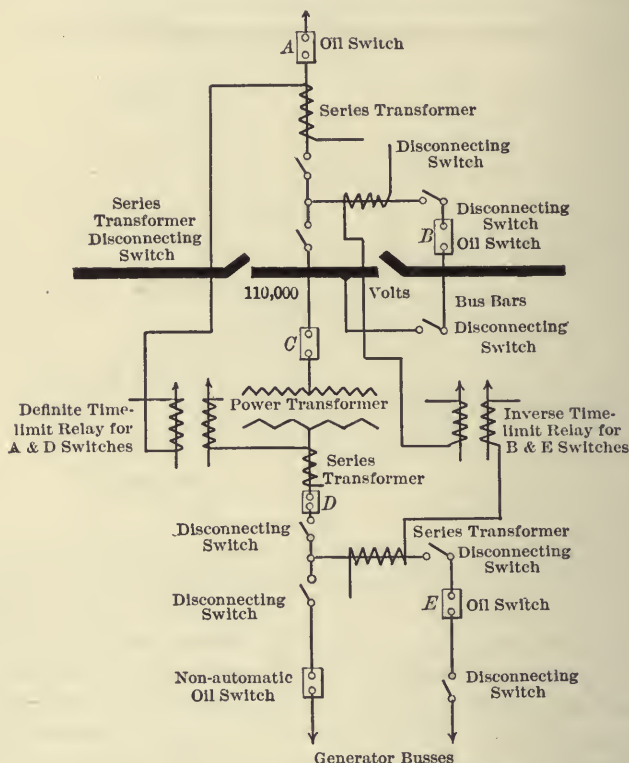 A Oil Switch
Series Transformer
Disconnecting
Switch
Series
Transformer
Disconnecting
Switch
Disconnecting
Switch
B Oil Switch
110,000 Volts
Bus Bars
Disconnecting
Switch
C
Power Transformer
Definite Time-
limit Relay for
A & D Switches
Inverse Time-
limit Relay for
B & E Switches
Series
Transformer
D
Disconnecting
Switch
Series Transformer
Disconnecting
Switch
Disconnecting
Switch
E Oil Switch
Non-automatic
Oil Switch
Disconnecting
Switch
Generator Busses